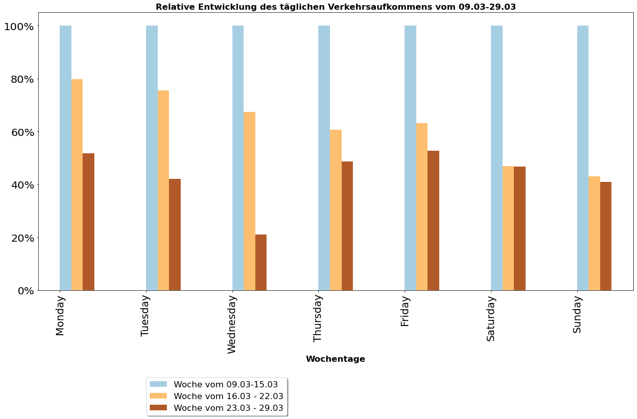 Relative Entwicklung des täglichen Verkehrsaufkommens vom 09.03-29.03
100%
80%
60%
40%
20%
0%
Monday
Tuesday
Wednesday
Thursday
Friday
Saturday
Sunday
Wochentage
Woche vom 09.03-15.03
Woche vom 16.03 - 22.03
Woche vom 23.03 - 29.03